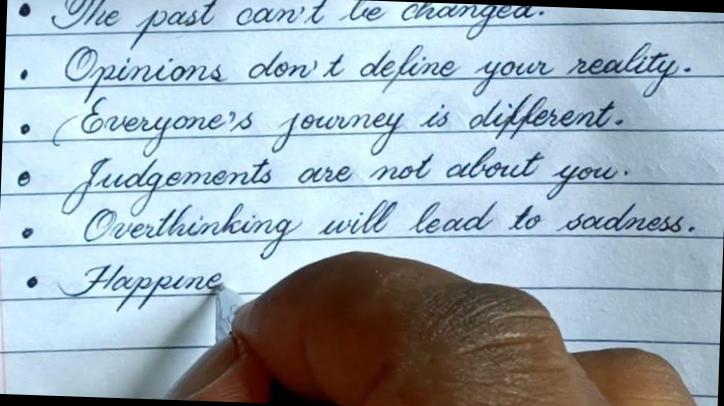 • The past can't be changed.
• Opinions don't define your reality.
• Everyone's journey is different.
• Judgements are not about you.
• Overthinking will lead to sadness.
• Happine